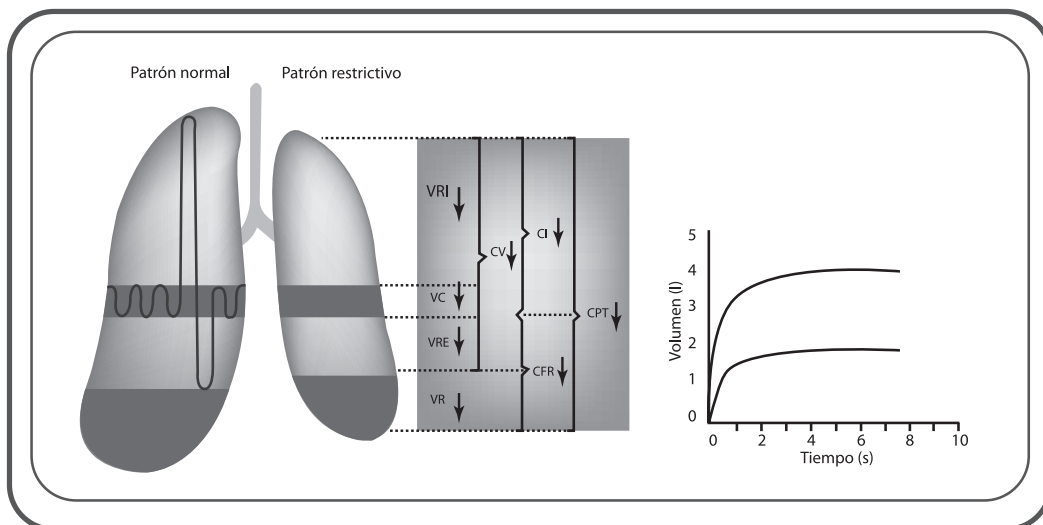 Patrón normal
Patrón restrictivo
VRI
CI
CV
VC
CPT
VRE
CFR
VR
Volumen (l)
5
4
3
2
1
0
0 2 4 6 8 10
Tiempo (s)